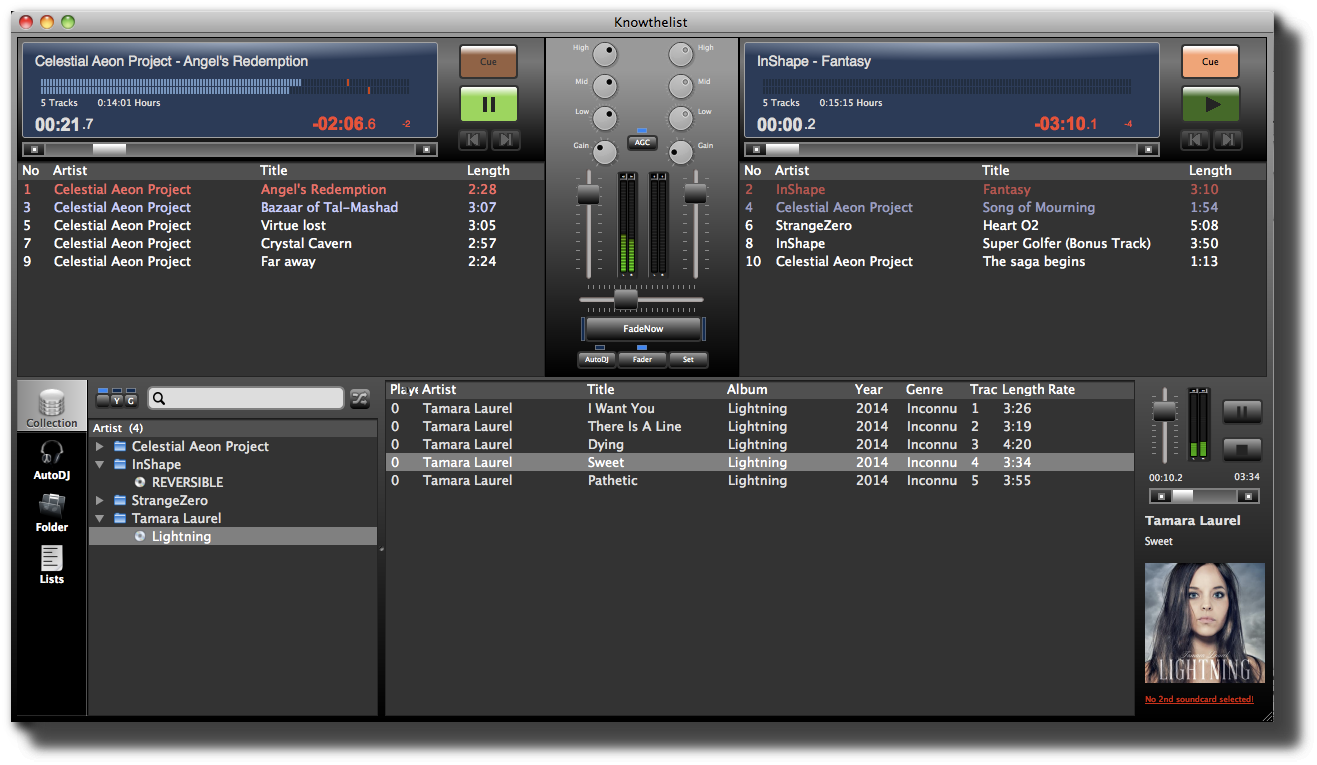 Knowthelist
Celestial Aeon Project - Angel's Redemption
5 Tracks 0:14:01 Hours
00:21.7 -02:06.6 -2
Cue
No Artist Title Length
1 Celestial Aeon Project Angel's Redemption 2:28
3 Celestial Aeon Project Bazaar of Tal-Mashad 3:07
5 Celestial Aeon Project Virtue lost 3:05
7 Celestial Aeon Project Crystal Cavern 2:57
9 Celestial Aeon Project Far away 2:24
High High
Mid Mid
Low Low
AGC
Gain Gain
FadeNow
AutoDJ Fader Set
InShape - Fantasy
5 Tracks 0:15:15 Hours
00:00.2 -03:10.1 -4
Cue
No Artist Title Length
2 InShape Fantasy 3:10
4 Celestial Aeon Project Song of Mourning 1:54
6 StrangeZero Heart O2 5:08
8 InShape Super Golfer (Bonus Track) 3:50
10 Celestial Aeon Project The saga begins 1:13
Collection
AutoDJ
Folder
Lists
Y G
Artist (4)
Celestial Aeon Project
InShape
REVERSIBLE
StrangeZero
Tamara Laurel
Lightning
Playe Artist Title Album Year Genre Trac Length Rate
0 Tamara Laurel I Want You Lightning 2014 Inconnu 1 3:26
0 Tamara Laurel There Is A Line Lightning 2014 Inconnu 2 3:19
0 Tamara Laurel Dying Lightning 2014 Inconnu 3 4:20
0 Tamara Laurel Sweet Lightning 2014 Inconnu 4 3:34
0 Tamara Laurel Pathetic Lightning 2014 Inconnu 5 3:55
00:10.2 03:34
Tamara Laurel
Sweet
Tamara Laurel
LIGHTNING
No 2nd soundcard selected!